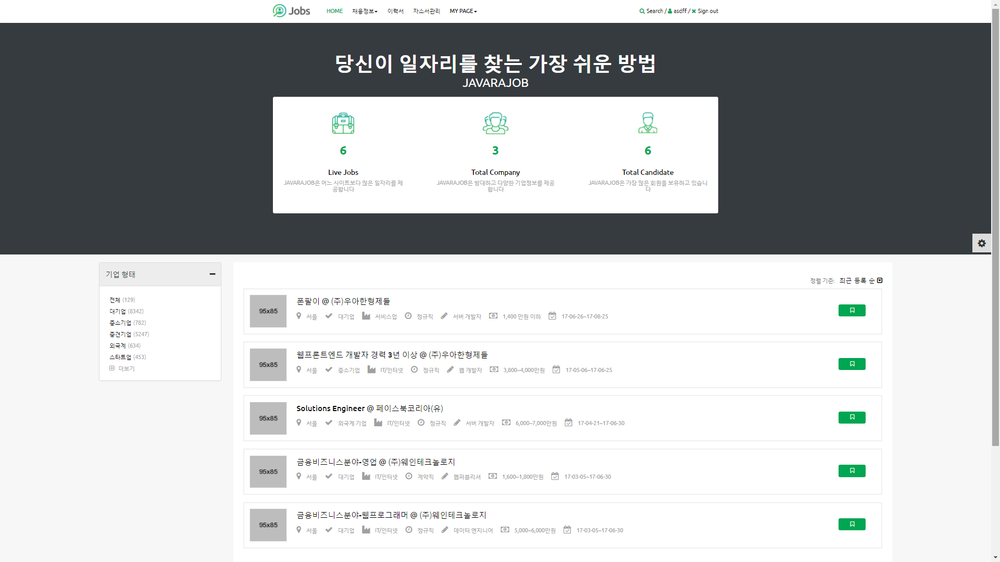 Jobs HOME 채용정보 이력서 자소서관리 MY PAGE Search / asdff / Sign out
당신이 일자리를 찾는 가장 쉬운 방법
JAVARAJOB
6
Live Jobs
JAVARAJOB은 어느 사이트보다 많은 일자리를 제
공합니다
3
Total Company
JAVARAJOB은 방대하고 다양한 기업정보를 제공
합니다
6
Total Candidate
JAVARAJOB은 가장 많은 회원을 보유하고 있습니
다
기업 형태
전체 (129)
대기업 (8342)
중소기업 (782)
중견기업 (5247)
외국계 (634)
스타트업 (453)
더보기
정렬 기준: 최근 등록 순
95x85
폰팔이 @ (주)우아한형제들
서울 대기업 서비스업 정규직 서버 개발자 1,400 만원 이하 17-06-26~17-08-25
95x85
웹프론트엔드 개발자 경력 3년 이상 @ (주)우아한형제들
서울 중소기업 IT/인터넷 정규직 웹 개발자 3,800~4,000만원 17-05-06~17-06-25
95x85
Solutions Engineer @ 페이스북코리아(유)
서울 외국계 기업 IT/인터넷 정규직 서버 개발자 6,000~7,000만원 17-04-21~17-06-30
95x85
금융비즈니스분야-영업 @ (주)웨인테크놀로지
서울 대기업 IT/인터넷 계약직 웹퍼블리셔 1,600~1,800만원 17-03-05~17-06-30
95x85
금융비즈니스분야-웹프로그래머 @ (주)웨인테크놀로지
서울 대기업 IT/인터넷 정규직 데이터 엔지니어 5,000~6,000만원 17-03-05~17-06-30